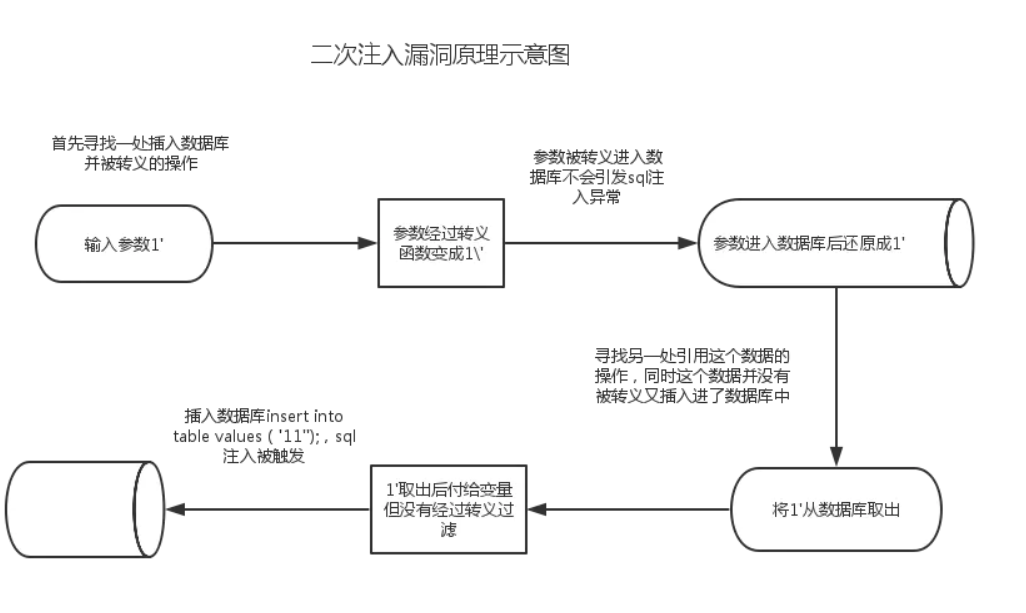 二次注入漏洞原理示意图
首先寻找一处插入数据库
并被转义的操作
输入参数1'
参数经过转义
函数变成1\'
参数被转义进入数
据库不会引发sql注
入异常
参数进入数据库后还原成1'
寻找另一处引用这个数据的
操作，同时这个数据并没有
被转义又插入进了数据库中
将1'从数据库取出
1'取出后付给变量
但没有经过转义过
滤
插入数据库insert into
table values ( '11'');，sql
注入被触发